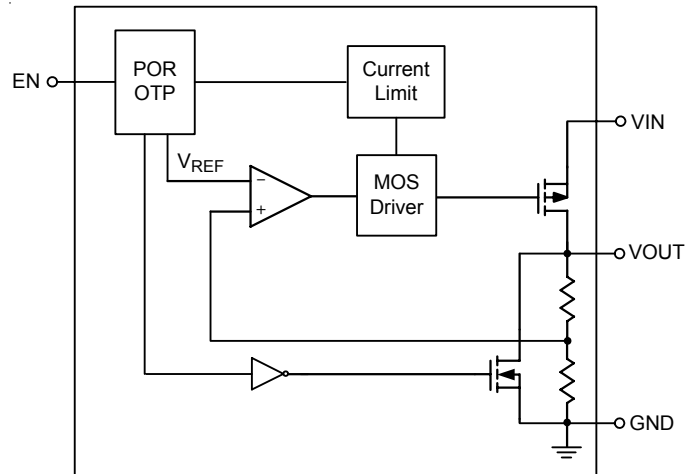 EN
POR
OTP
Current
Limit
VIN
VREF
−
+
MOS
Driver
VOUT
GND